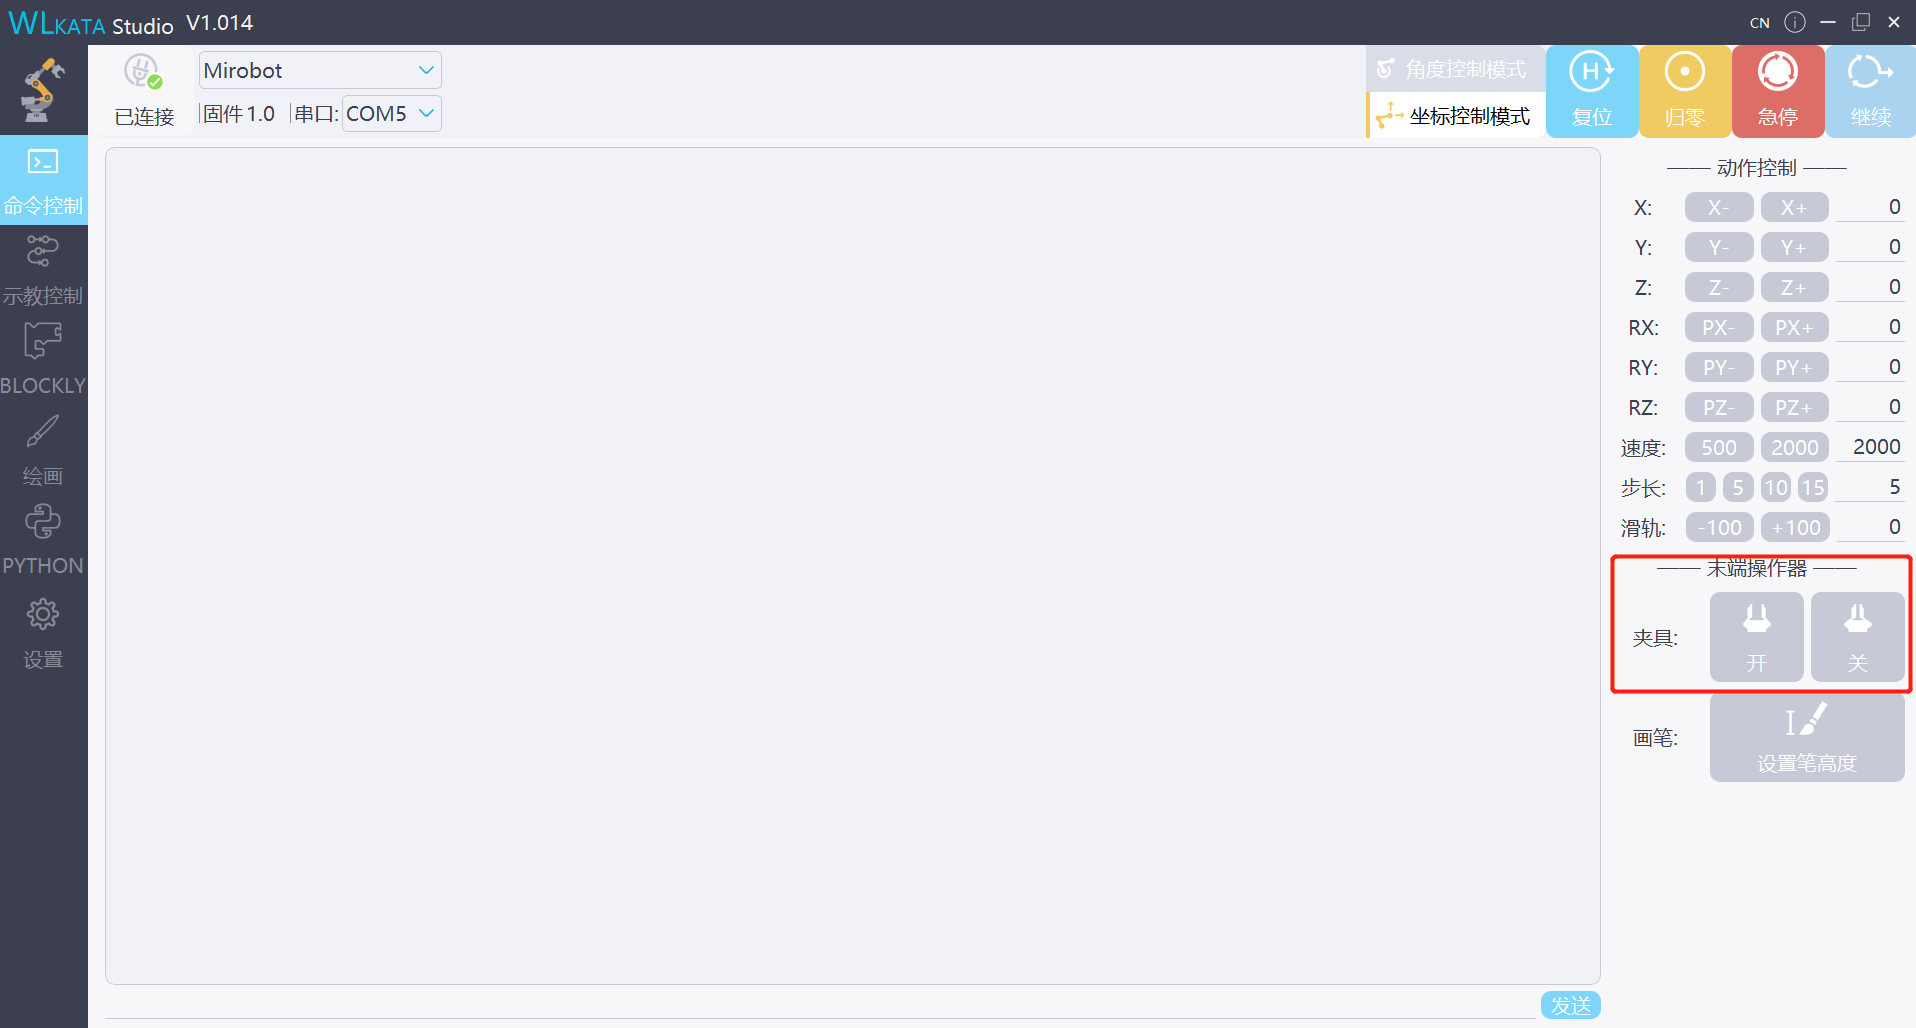 WLKATA Studio V1.014
CN
已连接
Mirobot
固件 1.0
串口:
COM5
角度控制模式
坐标控制模式
复位
归零
急停
继续
命令控制
示教控制
BLOCKLY
绘画
PYTHON
设置
动作控制
X: X- X+ 0
Y: Y- Y+ 0
Z: Z- Z+ 0
RX: PX- PX+ 0
RY: PY- PY+ 0
RZ: PZ- PZ+ 0
速度: 500 2000 2000
步长: 1 5 10 15 5
滑轨: -100 +100 0
末端操作器
夹具:
开
关
画笔:
设置笔高度
发送